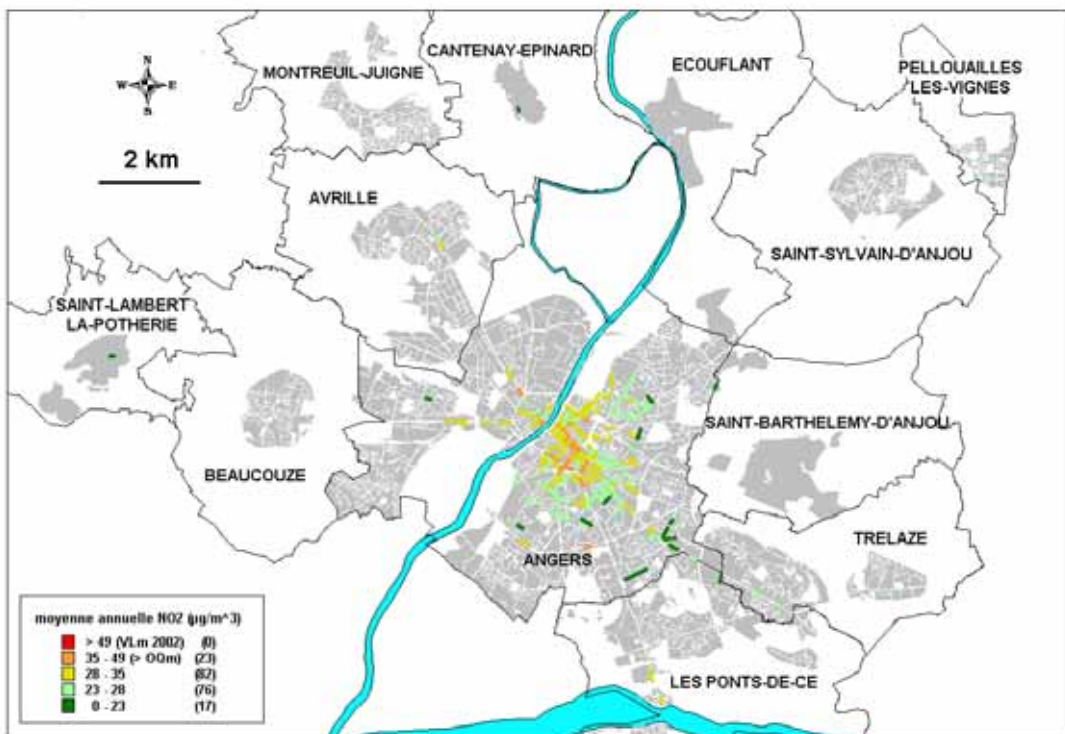 CANTENAY-EPINARD
ECOUFLANT
PELLOUAILLES
LES-VIGNES
MONTREUIL-JUIGNE
N
W E
S
2 km
AVRILLE
SAINT-SYLVAIN-D'ANJOU
SAINT-LAMBERT
LA-POTHERIE
SAINT-BARTHELEMY-D'ANJOU
BEAUCOUZE
TRELAZE
ANGERS
LES PONTS-DE-CE
moyenne annuelle NO2 (µg/m^3)
> 49 (VLm 2002) (0)
35 - 49 (> OQm) (23)
28 - 35 (82)
23 - 28 (76)
0 - 23 (17)